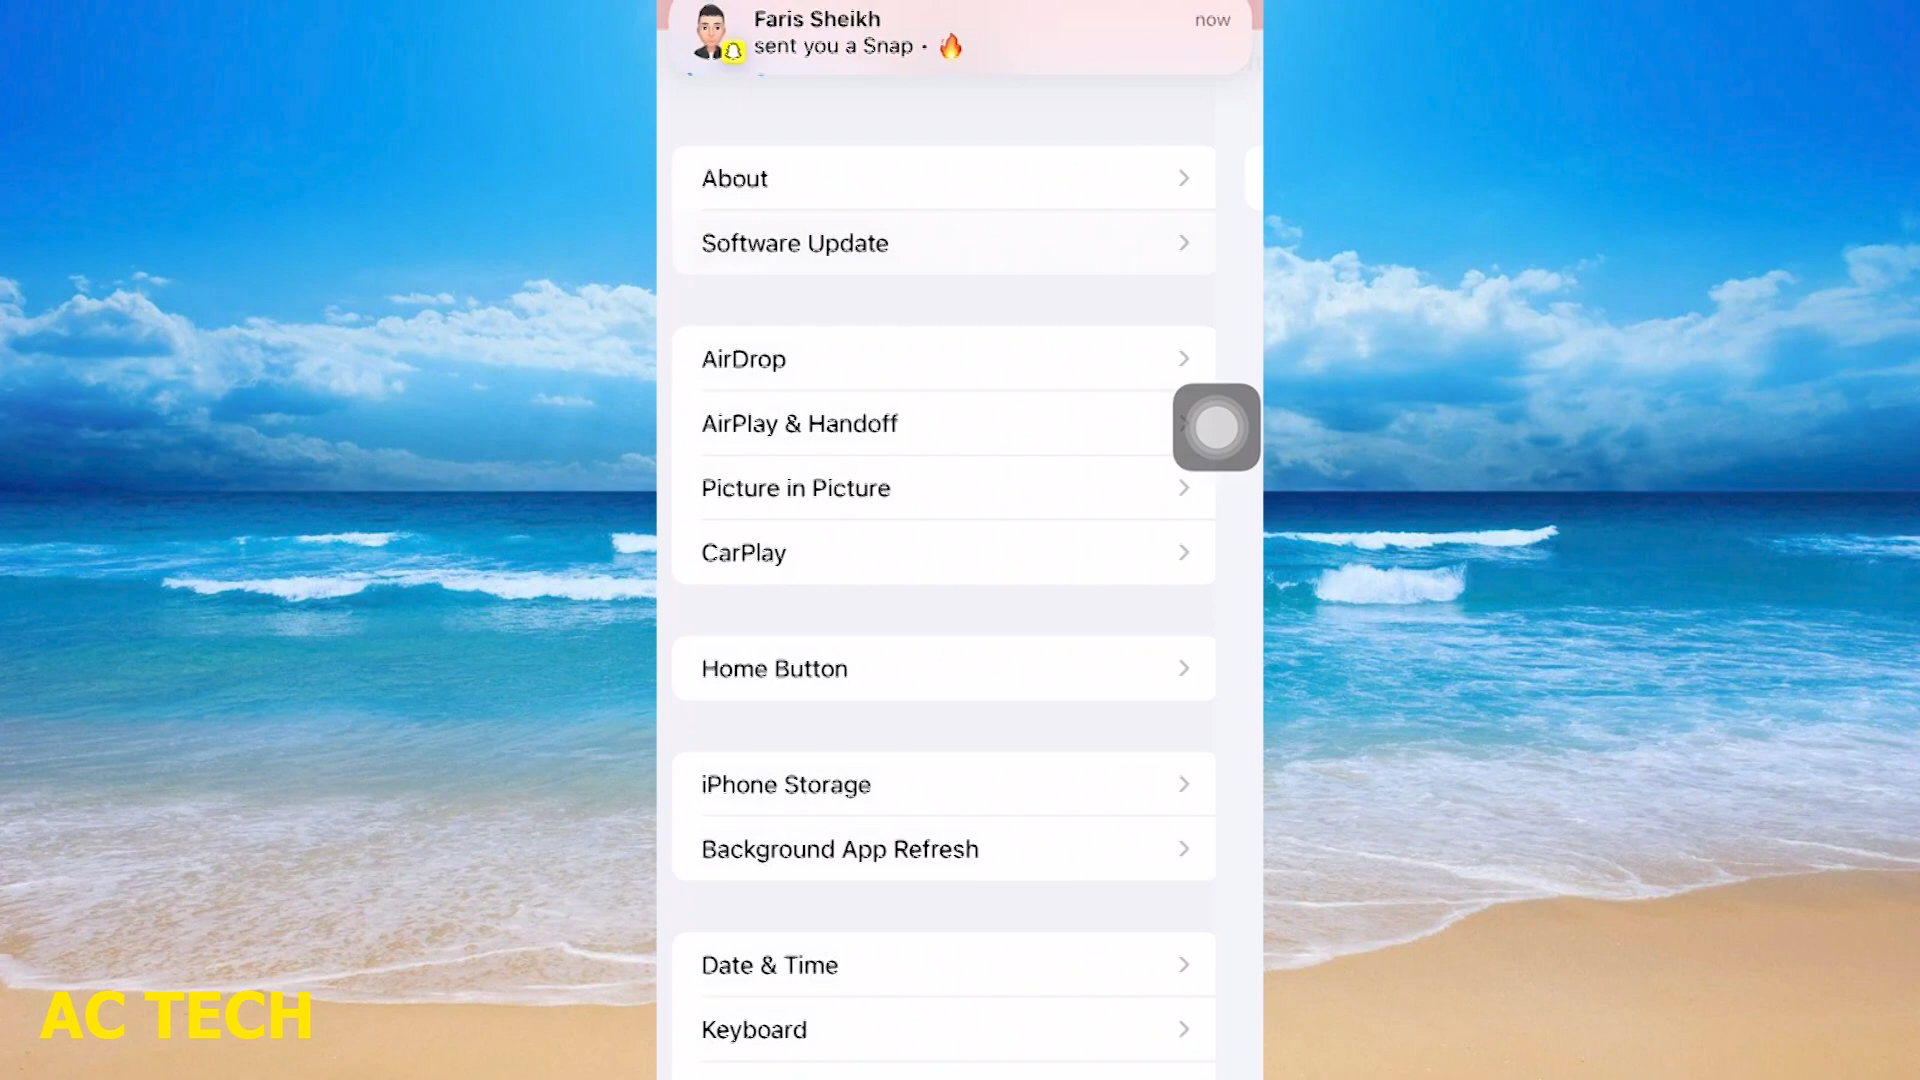 Faris Sheikh
now
sent you a Snap · 🔥
About
Software Update
AirDrop
AirPlay & Handoff
Picture in Picture
CarPlay
Home Button
iPhone Storage
Background App Refresh
Date & Time
Keyboard
AC TECH